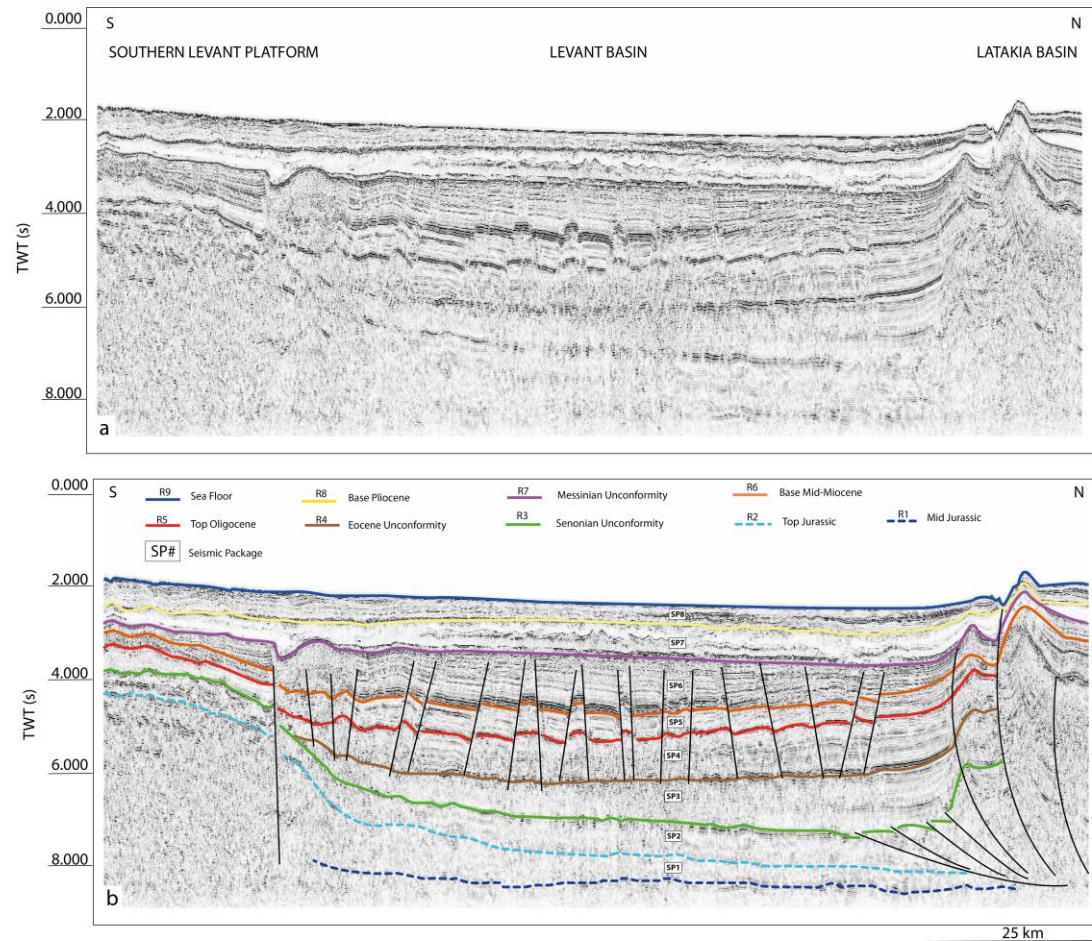 0.000
S
N
SOUTHERN LEVANT PLATFORM
LEVANT BASIN
LATAKIA BASIN
2.000
4.000
TWT (s)
6.000
8.000
a
0.000
S
N
R9 Sea Floor
R8 Base Pliocene
R7 Messinian Unconformity
R6 Base Mid-Miocene
R5 Top Oligocene
R4 Eocene Unconformity
R3 Senonian Unconformity
R2 Top Jurassic
R1 Mid Jurassic
SP# Seismic Package
2.000
SP8
SP7
4.000
SP6
SP5
TWT (s)
SP4
6.000
SP3
SP2
8.000
SP1
b
25 km